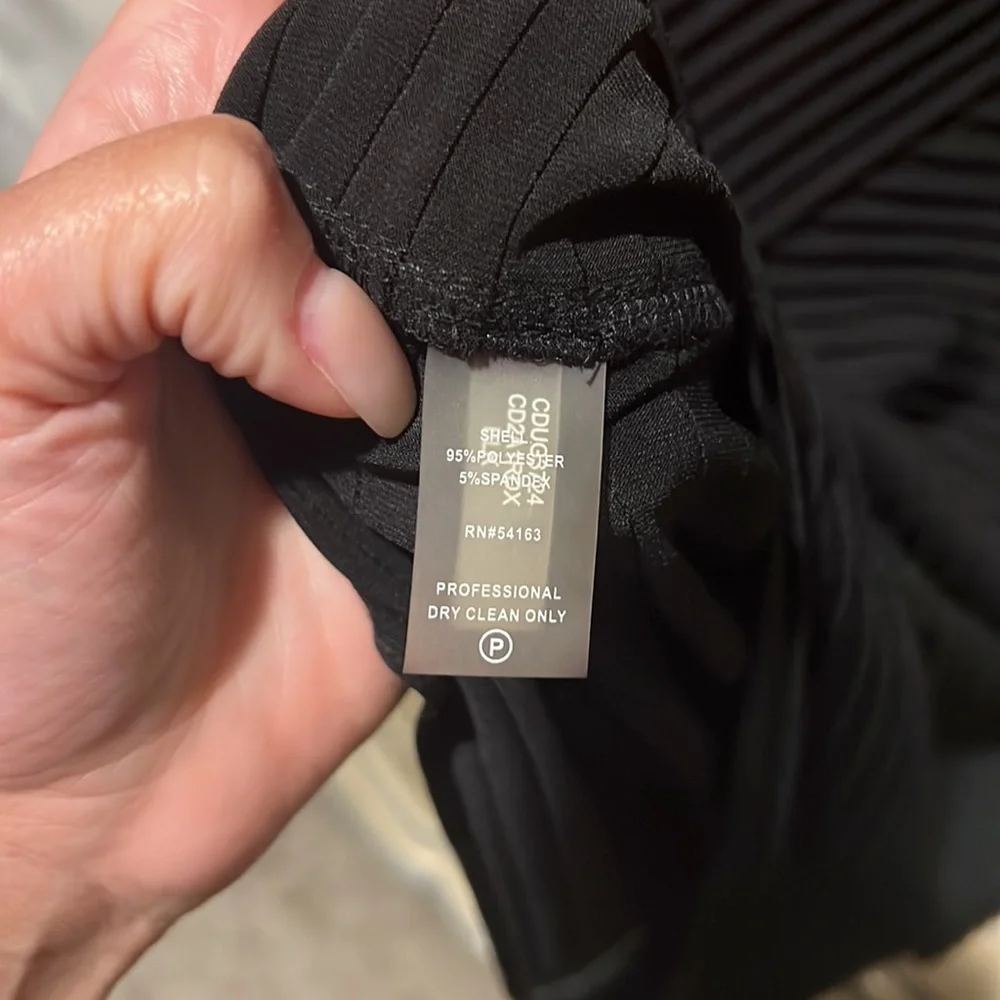 SHELL:
95%POLYESTER
5%SPANDEX
RN#54163
PROFESSIONAL
DRY CLEAN ONLY
P